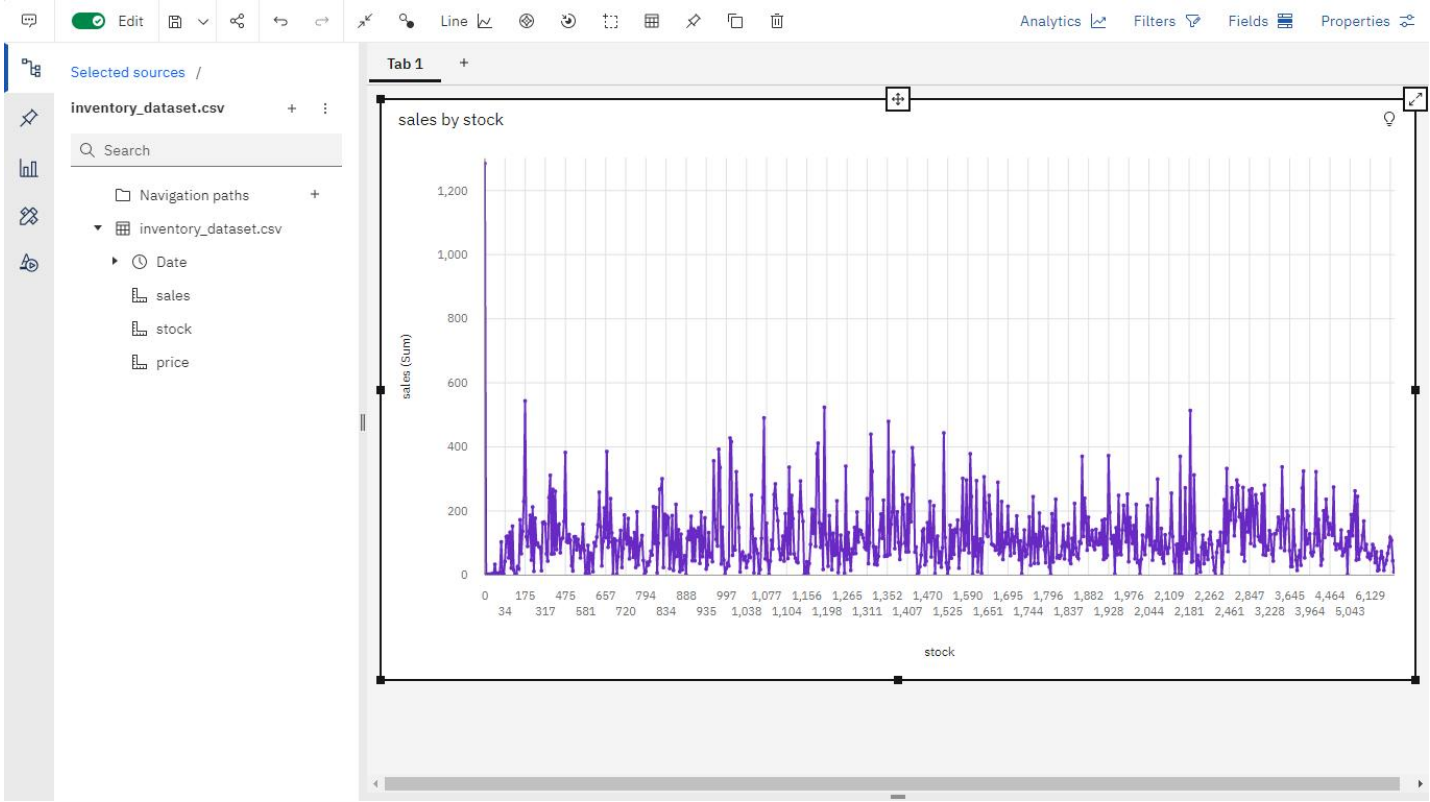 Edit Line Analytics Filters Fields Properties
Selected sources /
inventory_dataset.csv
Search
Navigation paths
inventory_dataset.csv
Date
sales
stock
price
Tab 1
sales by stock
sales (Sum)
1,200
1,000
800
600
400
200
0
0 175 475 657 794 888 997 1,077 1,156 1,265 1,352 1,470 1,590 1,695 1,796 1,882 1,976 2,109 2,262 2,847 3,645 4,464 6,129
34 317 581 720 834 935 1,038 1,104 1,198 1,311 1,407 1,525 1,651 1,744 1,837 1,928 2,044 2,181 2,461 3,228 3,964 5,043
stock